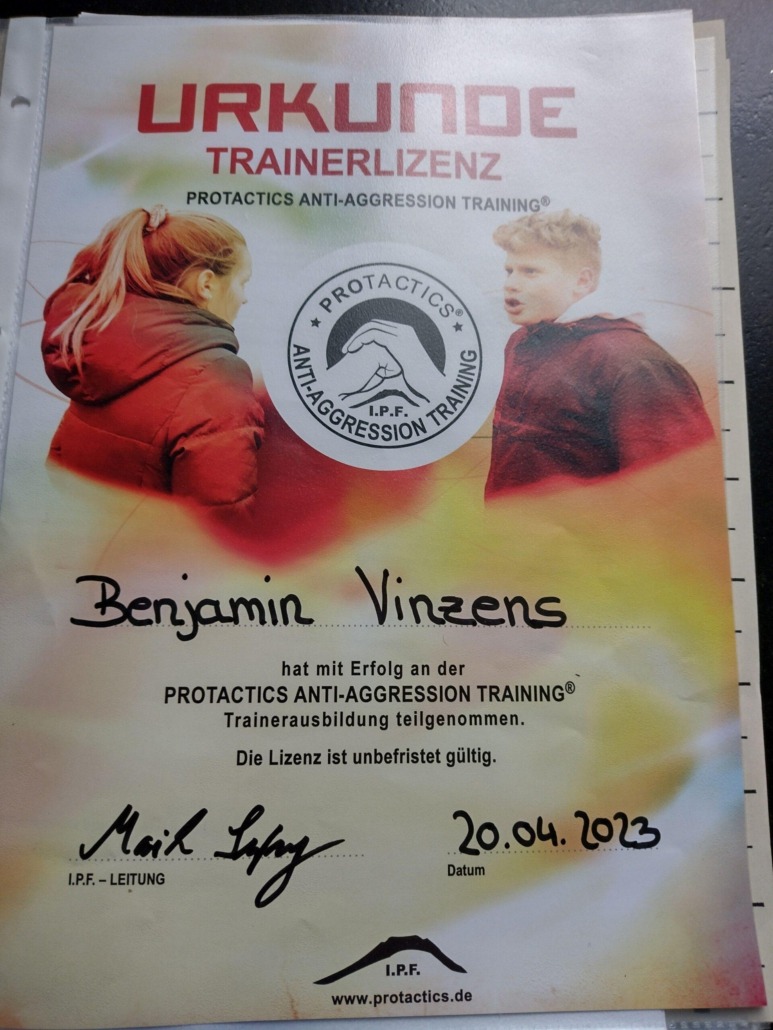 URKUNDE
TRAINERLIZENZ
PROTACTICS ANTI-AGGRESSION TRAINING®
PROTACTICS®
I.P.F.
ANTI-AGGRESSION TRAINING
Benjamin Vinzens
hat mit Erfolg an der
PROTACTICS ANTI-AGGRESSION TRAINING®
Trainerausbildung teilgenommen.
Die Lizenz ist unbefristet gültig.
Maik 20.04.2023
I.P.F. – LEITUNG Datum
I.P.F.
www.protactics.de